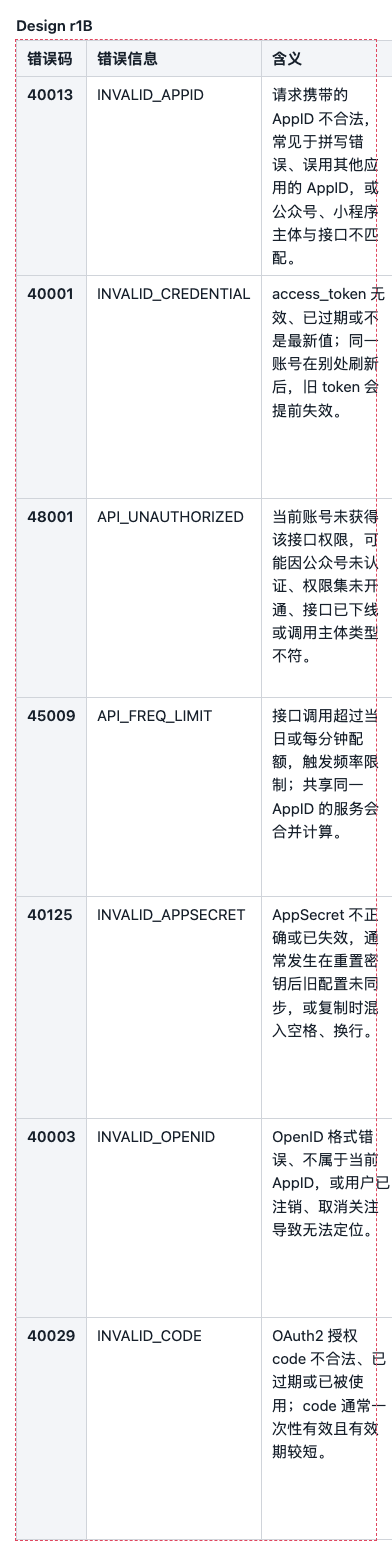 Design r1B
错误码 错误信息 含义
40013 INVALID_APPID 请求携带的
AppID 不合法，
常见于拼写错
误、误用其他应
用的 AppID，或
公众号、小程序
主体与接口不匹
配。
40001 INVALID_CREDENTIAL access_token 无
效、已过期或不
是最新值；同一
账号在别处刷新
后，旧 token 会
提前失效。
48001 API_UNAUTHORIZED 当前账号未获得
该接口权限，可
能因公众号未认
证、权限集未开
通、接口已下线
或调用主体类型
不符。
45009 API_FREQ_LIMIT 接口调用超过当
日或每分钟配
额，触发频率限
制；共享同一
AppID 的服务会
合并计算。
40125 INVALID_APPSECRET AppSecret 不正
确或已失效，通
常发生在重置密
钥后旧配置未同
步，或复制时混
入空格、换行。
40003 INVALID_OPENID OpenID 格式错
误、不属于当前
AppID，或用户已
注销、取消关注
导致无法定位。
40029 INVALID_CODE OAuth2 授权
code 不合法、已
过期或已被使
用；code 通常一
次性有效且有效
期较短。